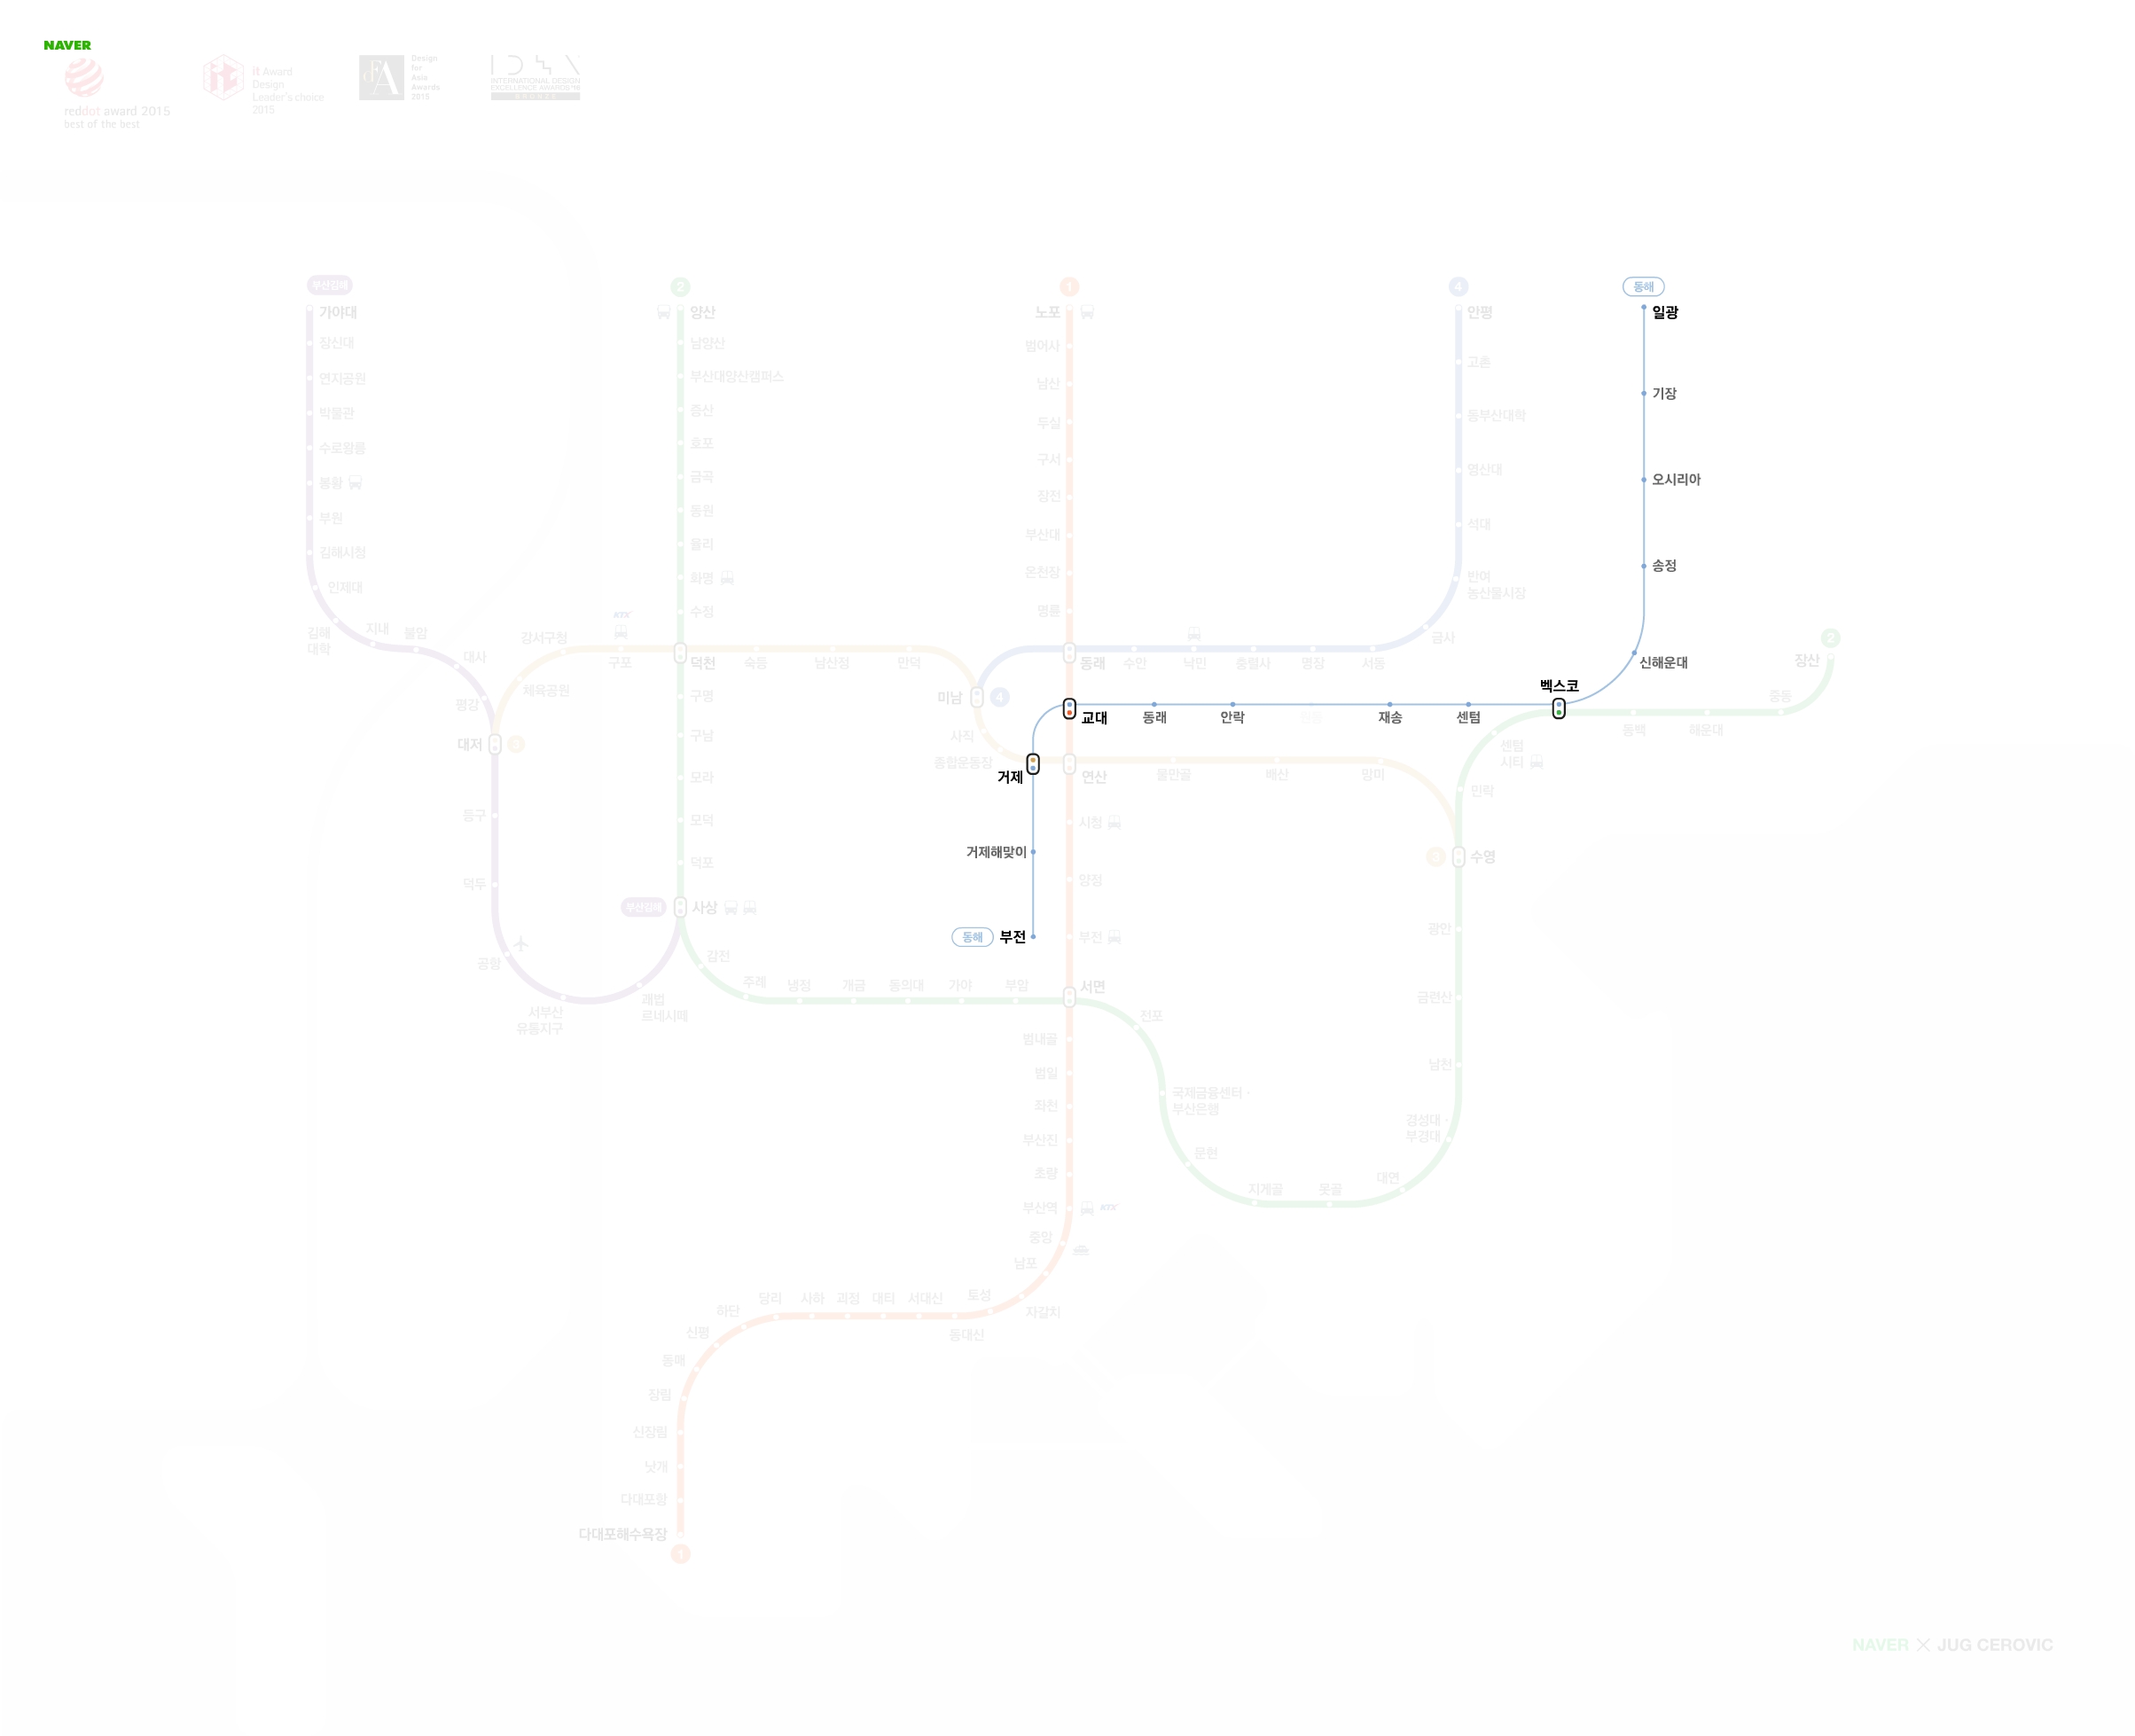 NAVER
reddot award 2015
best of the best
it Award
Design
Leader's choice
2015
Design
for
Asia
Awards
2015
INTERNATIONAL DESIGN
부산김해
가야대
장신대
연지공원
박물관
수로왕릉
봉황
부원
김해시청
인제대
김해
대학
지내
불암
대사
평강
대저
3
등구
덕두
공항
서부산
유통지구
괘법
르네시떼
부산김해
사상
2
양산
남양산
부산대양산캠퍼스
증산
호포
금곡
동원
율리
화명
수정
덕천
구명
구남
모라
모덕
덕포
강서구청
체육공원
KTX
구포
숙등
남산정
만덕
미남
4
사직
종합운동장
거제
거제해맞이
동해
부전
1
노포
범어사
남산
두실
구서
장전
부산대
온천장
명륜
동래
교대
연산
시청
양정
부전
서면
수안
낙민
충렬사
명장
서동
금사
반여
농산물시장
석대
영산대
동부산대학
고촌
안평
4
동해
일광
기장
오시리아
송정
신해운대
벡스코
동래
안락
재송
센텀
물만골
배산
망미
3
수영
2
장산
중동
해운대
동백
센텀
시티
민락
광안
금련산
남천
경성대·
부경대
대연
못골
지게골
문현
국제금융센터·
부산은행
전포
감전
주례
냉정
개금
동의대
가야
부암
범내골
범일
좌천
부산진
초량
부산역
KTX
중앙
남포
자갈치
토성
동대신
서대신
대티
괴정
사하
당리
하단
신평
동매
장림
신장림
낫개
다대포항
다대포해수욕장
1
NAVER × JUG CEROVIC